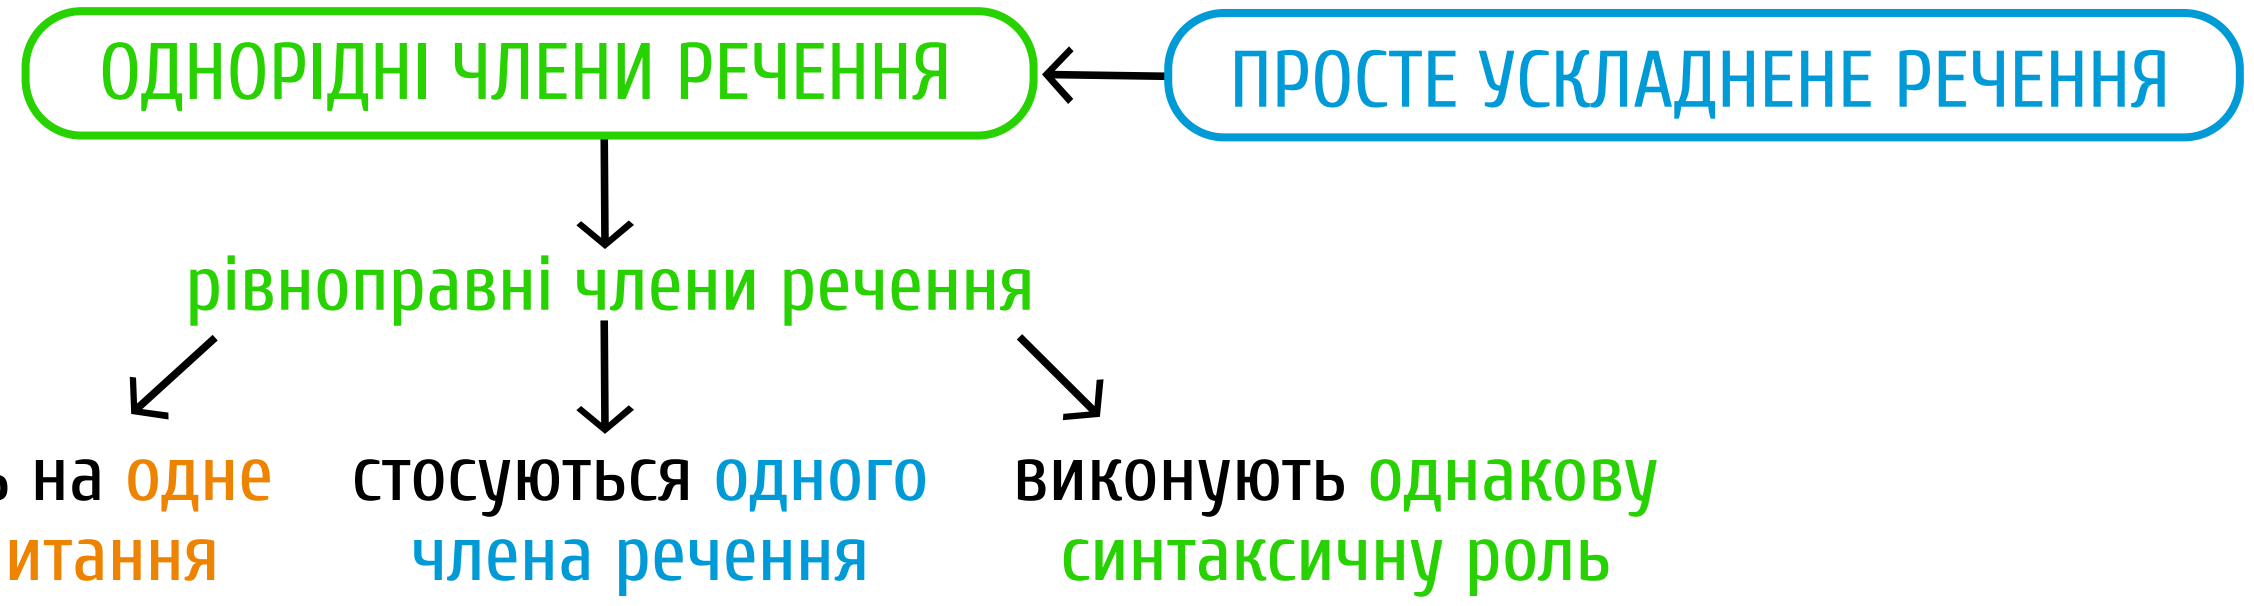 ОДНОРІДНІ ЧЛЕНИ РЕЧЕННЯ
ПРОСТЕ УСКЛАДНЕНЕ РЕЧЕННЯ
рівноправні члени речення
на одне
стосуються одного
члена речення
виконують однакову
синтаксичну роль